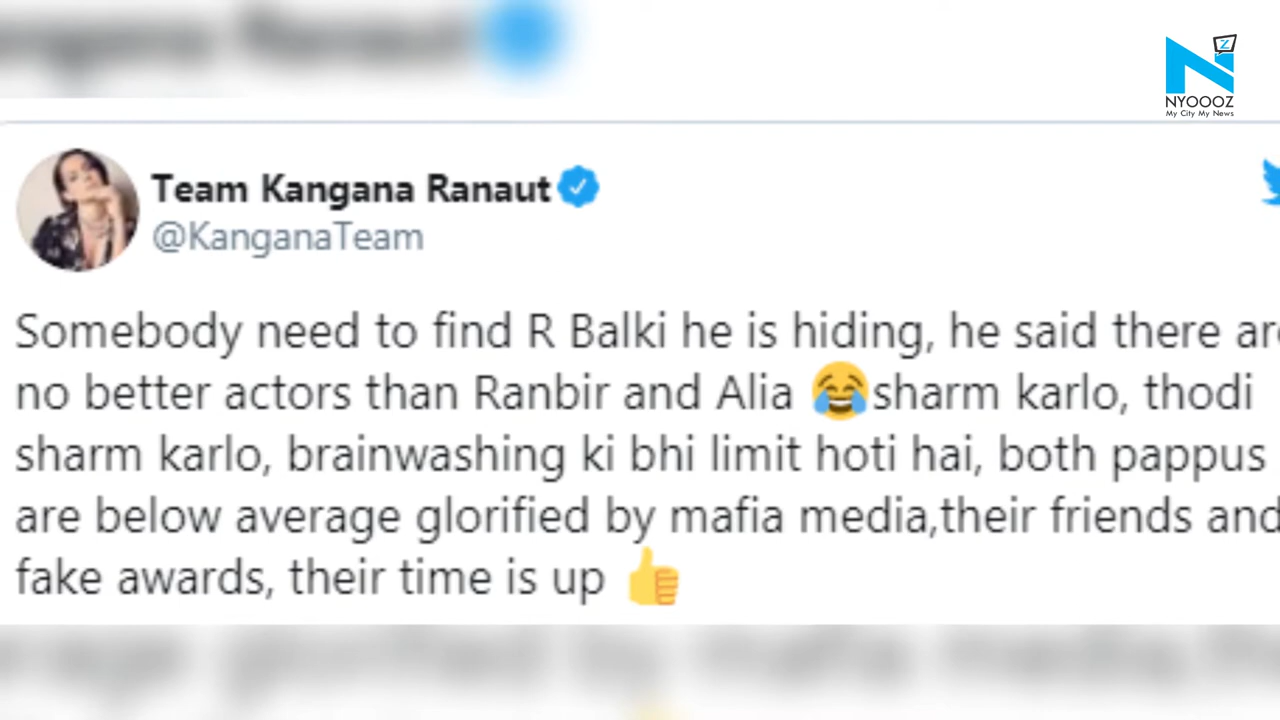 NYOOOZ
My City My News
Team Kangana Ranaut
@KanganaTeam
Somebody need to find R Balki he is hiding, he said there are
no better actors than Ranbir and Alia 😂sharm karlo, thodi
sharm karlo, brainwashing ki bhi limit hoti hai, both pappus
are below average glorified by mafia media,their friends and
fake awards, their time is up 👍